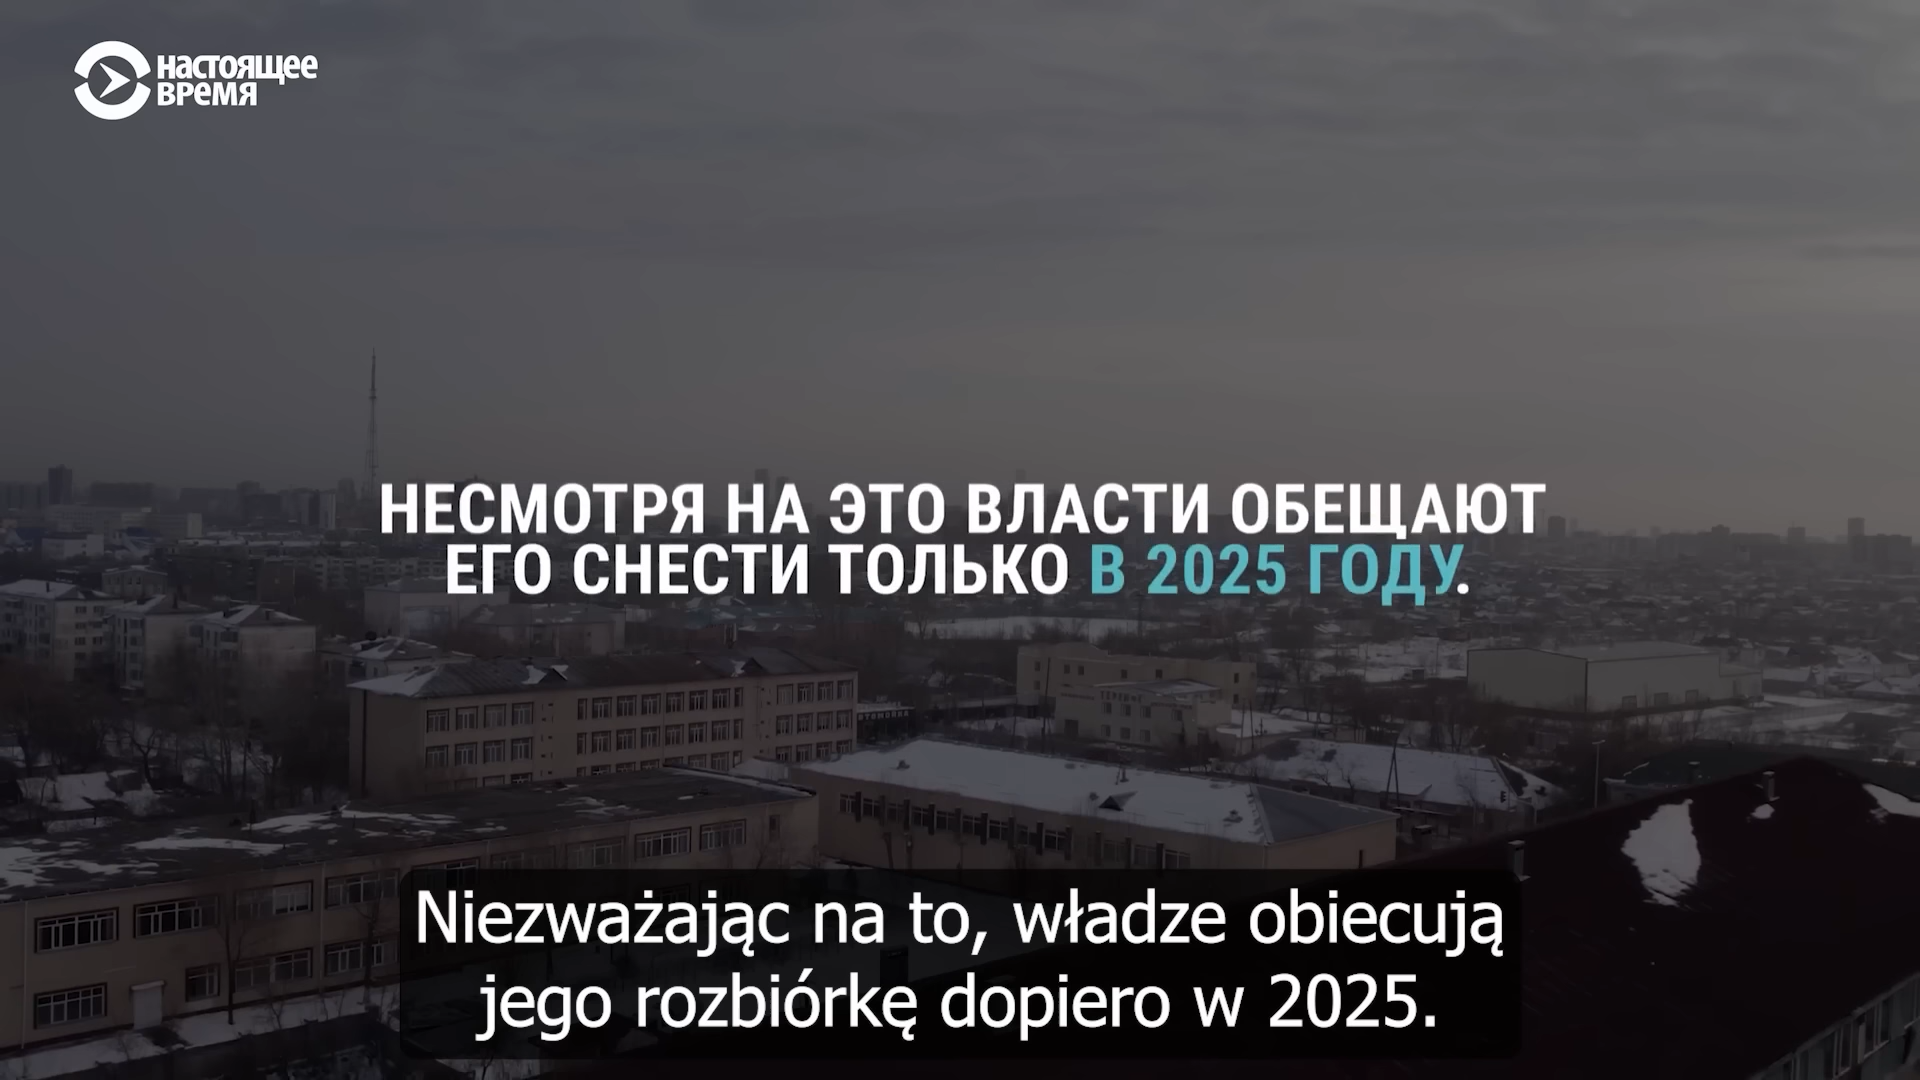 НАСТОЯЩЕЕ
ВРЕМЯ
НЕСМОТРЯ НА ЭТО ВЛАСТИ ОБЕЩАЮТ
ЕГО СНЕСТИ ТОЛЬКО В 2025 ГОДУ.
Niezważając na to, władze obiecują
jego rozbiórkę dopiero w 2025.